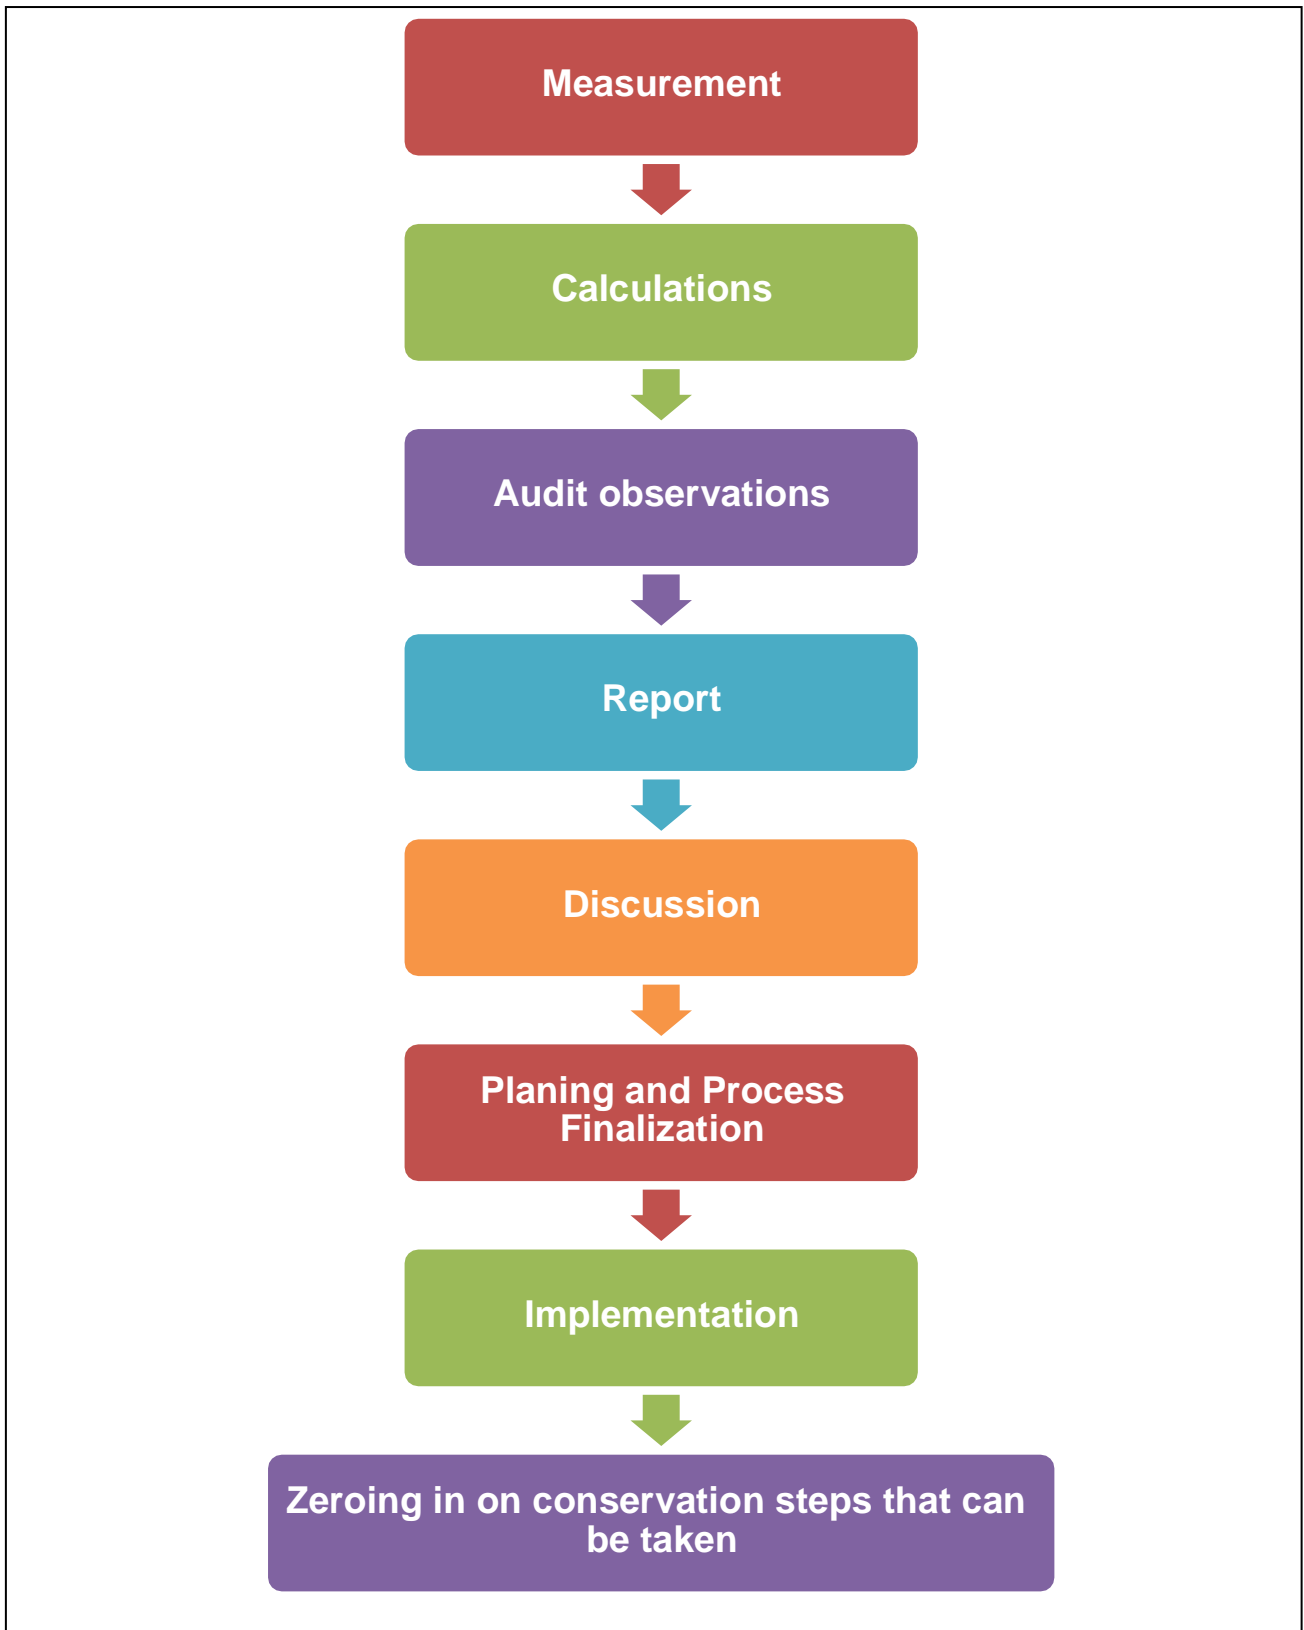 Measurement
Calculations
Audit observations
Report
Discussion
Planing and Process
Finalization
Implementation
Zeroing in on conservation steps that can
be taken